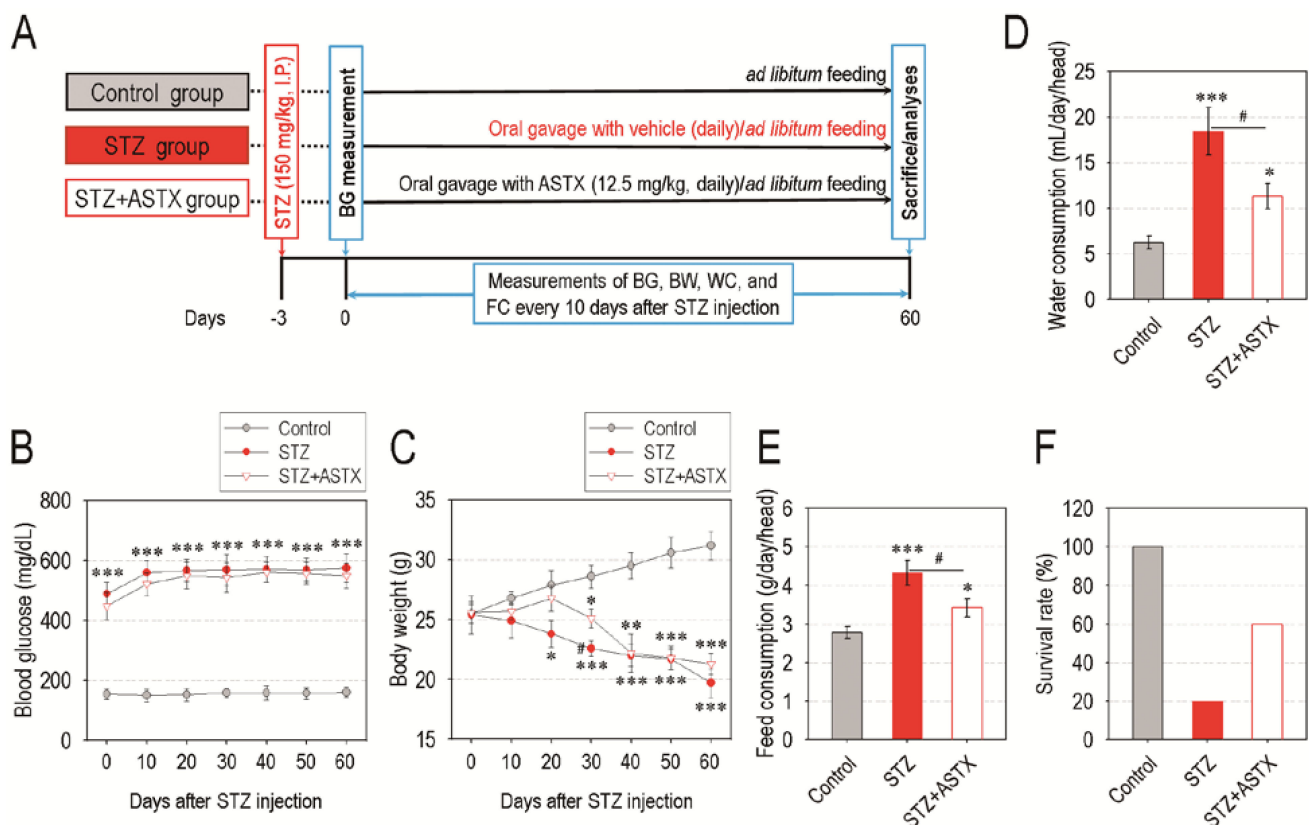 A
Control group
STZ group
STZ+ASTX group
STZ (150 mg/kg, I.P.)
BG measurement
ad libitum feeding
Oral gavage with vehicle (daily)/ad libitum feeding
Oral gavage with ASTX (12.5 mg/kg, daily)/ad libitum feeding
Sacrifice/analyses
Measurements of BG, BW, WC, and
FC every 10 days after STZ injection
Days
-3
0
60
D
Water consumption (mL/day/head)
25
20
15
10
5
0
***
#
*
Control
STZ
STZ+ASTX
B
Control
STZ
STZ+ASTX
Blood glucose (mg/dL)
800
600
400
200
0
*** *** *** *** *** *** ***
0 10 20 30 40 50 60
Days after STZ injection
C
Control
STZ
STZ+ASTX
Body weight (g)
35
30
25
20
15
*
** *** ***
#
* *** *** *** ***
0 10 20 30 40 50 60
Days after STZ injection
E
Feed consumption (g/day/head)
6
5
4
3
2
1
0
***
#
*
Control
STZ
STZ+ASTX
F
Survival rate (%)
120
100
80
60
40
20
0
Control
STZ
STZ+ASTX